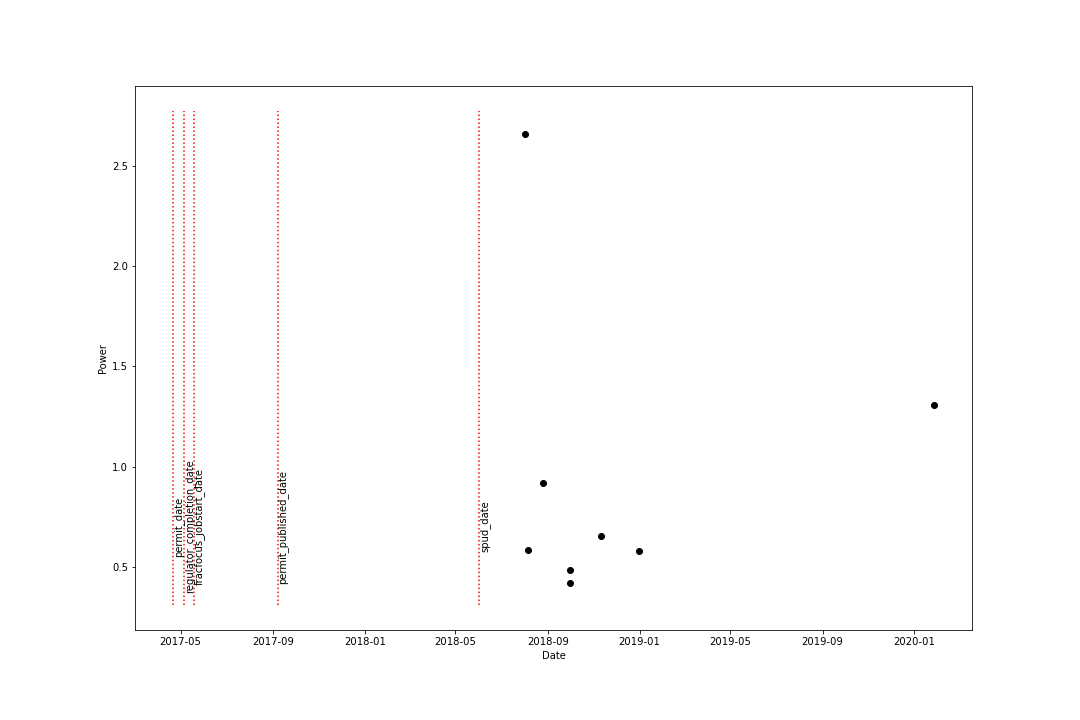 2.5
2.0
1.5
1.0
0.5
Power
permit_date
regulator_completion_date
fracfocus_jobstart_date
permit_published_date
spud_date
2017-05
2017-09
2018-01
2018-05
2018-09
2019-01
2019-05
2019-09
2020-01
Date